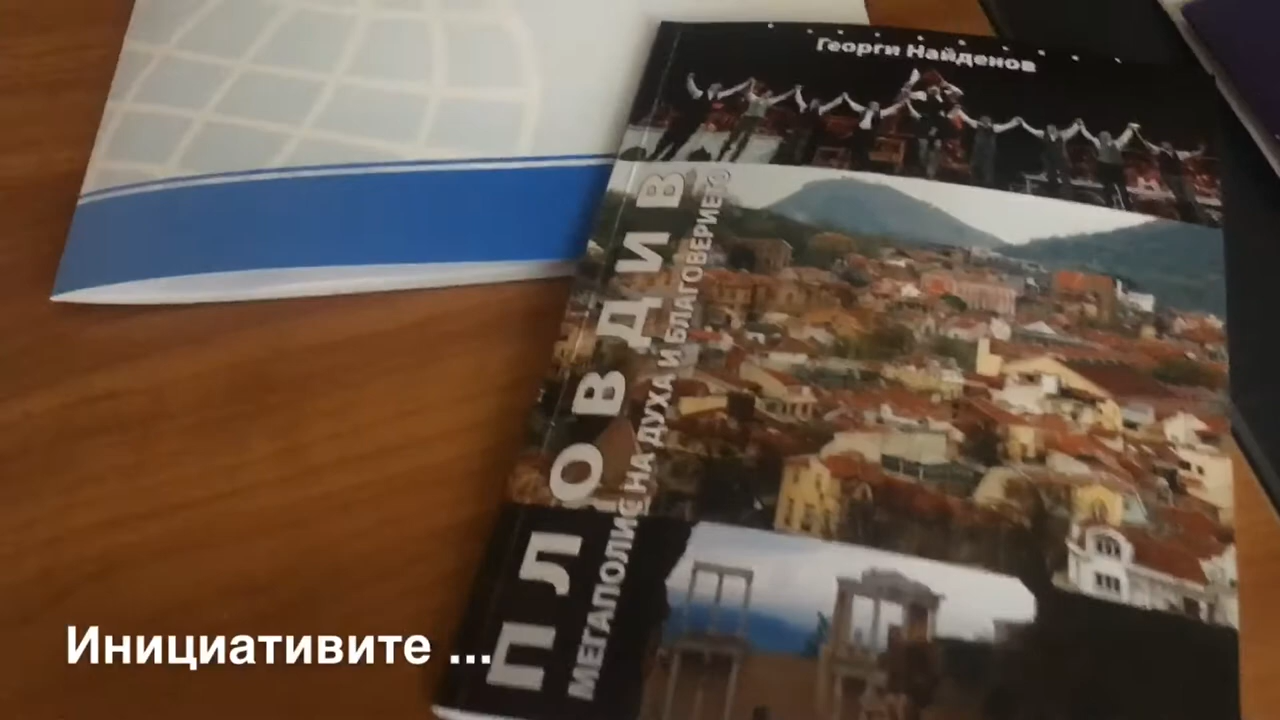 Георги Найденов
ПЛОВДИВ
МЕГАПОЛИС НА ДУХА И БЛАГОВЕРИЕТО
Инициативите ...